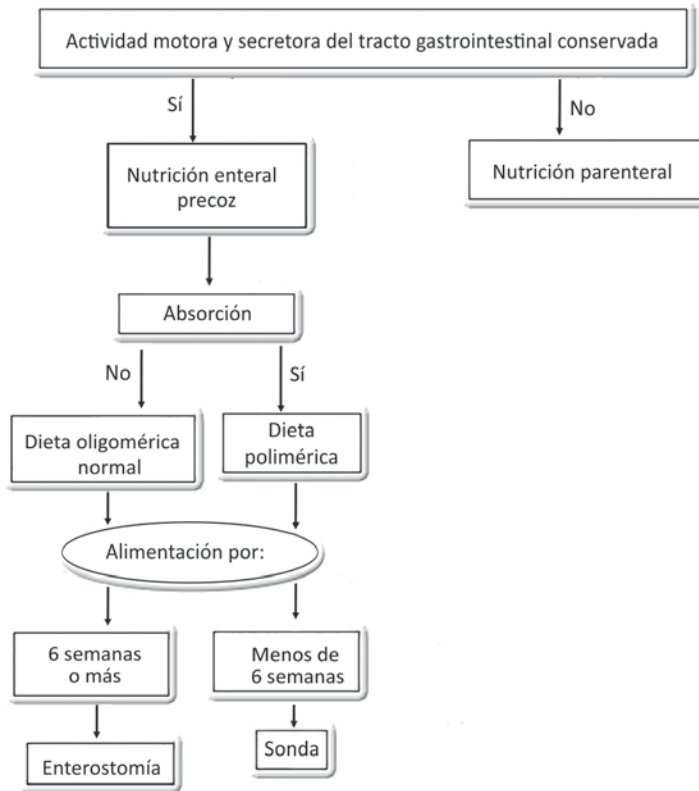 Actividad motora y secretora del tracto gastrointestinal conservada
Sí
No
Nutrición enteral
precoz
Nutrición parenteral
Absorción
No
Sí
Dieta oligomérica
normal
Dieta
polimérica
Alimentación por:
6 semanas
o más
Menos de
6 semanas
Enterostomía
Sonda